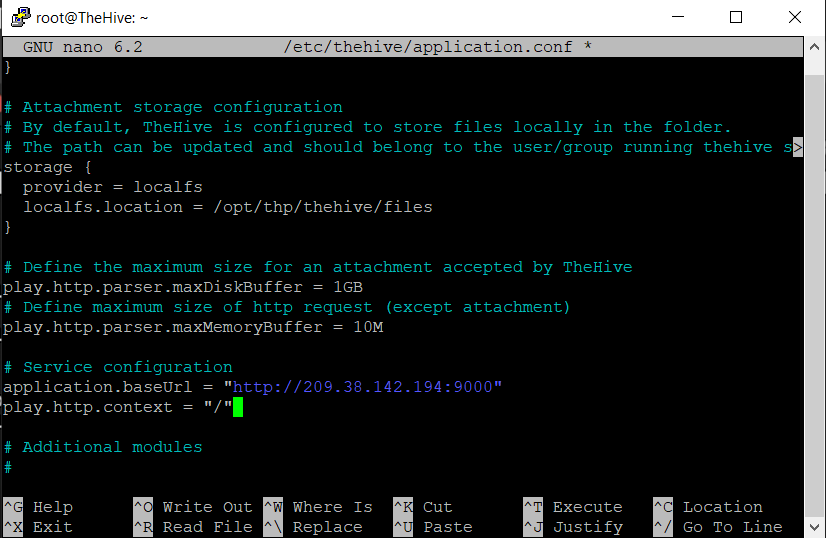 root@TheHive: ~
GNU nano 6.2 /etc/thehive/application.conf *
}
# Attachment storage configuration
# By default, TheHive is configured to store files locally in the folder.
# The path can be updated and should belong to the user/group running thehive s>
storage {
  provider = localfs
  localfs.location = /opt/thp/thehive/files
}
# Define the maximum size for an attachment accepted by TheHive
play.http.parser.maxDiskBuffer = 1GB
# Define maximum size of http request (except attachment)
play.http.parser.maxMemoryBuffer = 10M
# Service configuration
application.baseUrl = "http://209.38.142.194:9000"
play.http.context = "/"
# Additional modules
#
^G Help ^O Write Out ^W Where Is ^K Cut ^T Execute ^C Location
^X Exit ^R Read File ^\ Replace ^U Paste ^J Justify ^/ Go To Line